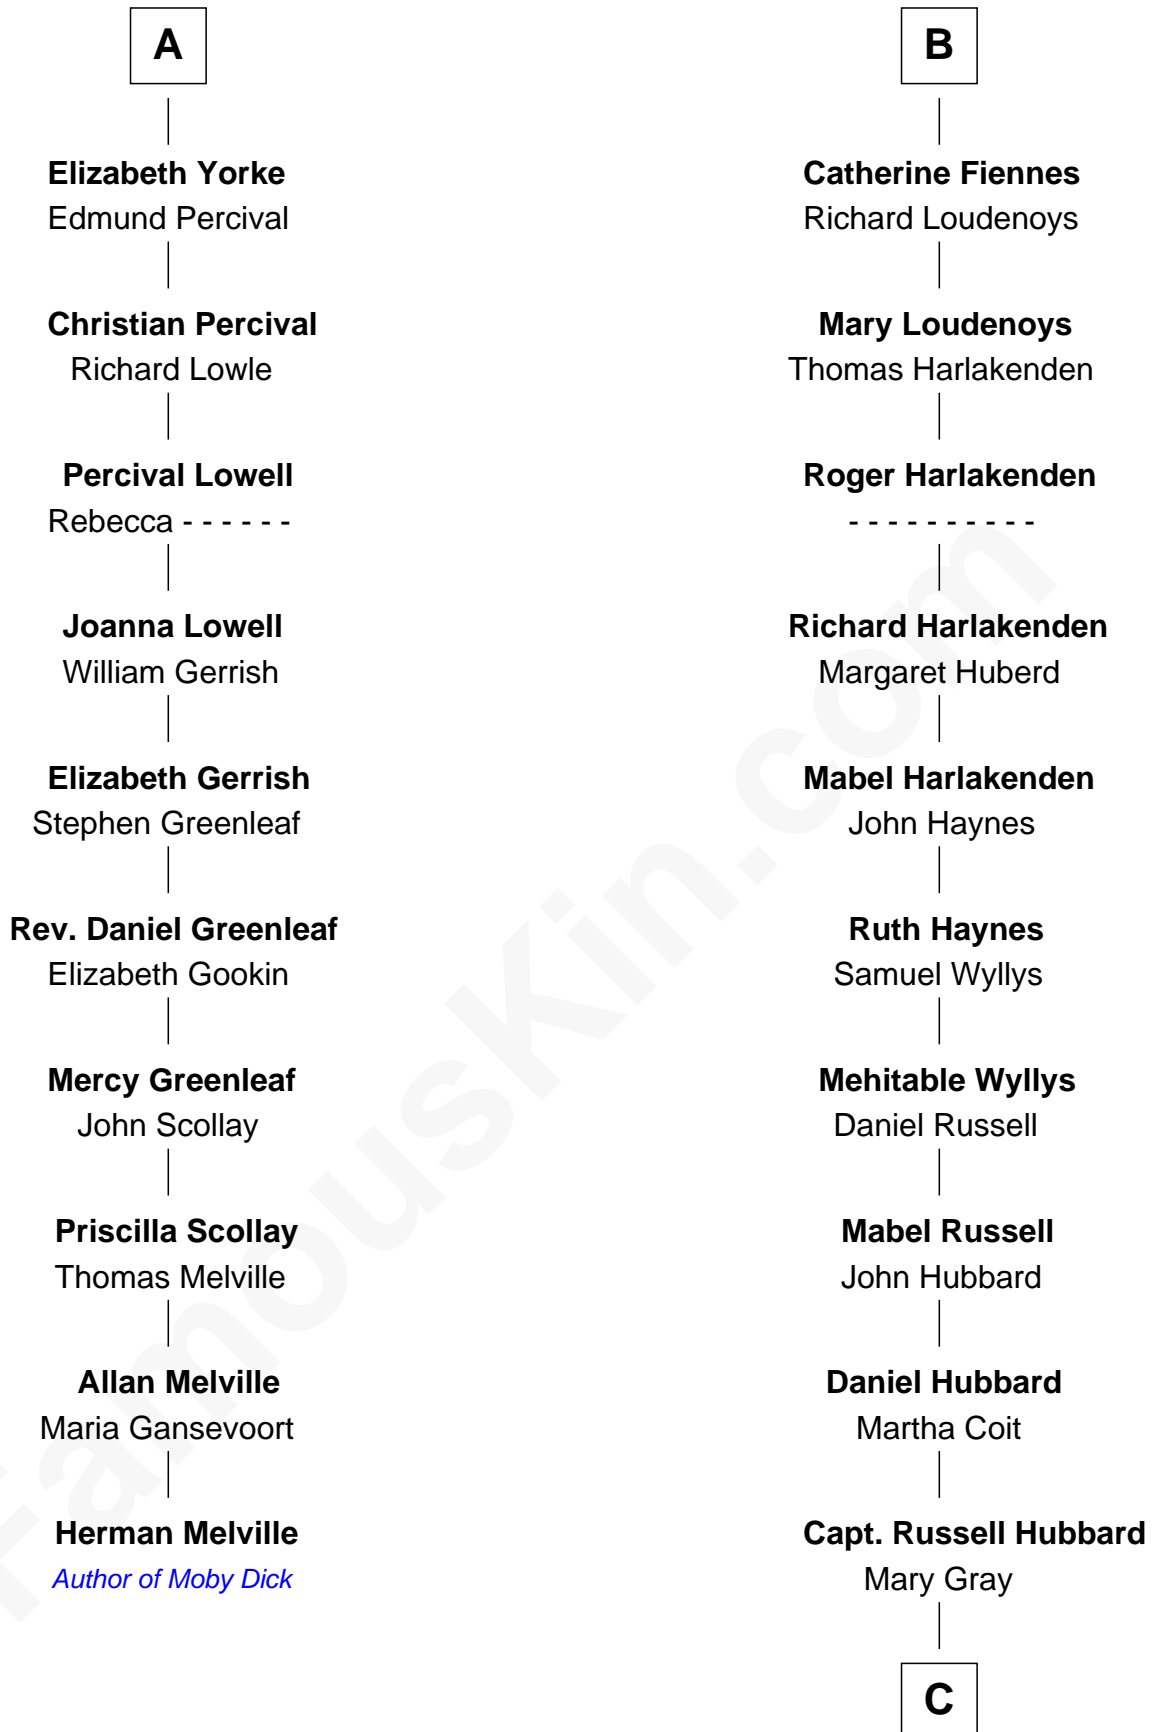 A
Elizabeth Yorke
Edmund Percival
Christian Percival
Richard Lowle
Percival Lowell
Rebecca - - - - - -
Joanna Lowell
William Gerrish
Elizabeth Gerrish
Stephen Greenleaf
Rev. Daniel Greenleaf
Elizabeth Gookin
Mercy Greenleaf
John Scollay
Priscilla Scollay
Thomas Melville
Allan Melville
Maria Gansevoort
Herman Melville
Author of Moby Dick
B
Catherine Fiennes
Richard Loudenoys
Mary Loudenoys
Thomas Harlakenden
Roger Harlakenden
- - - - - - - - - -
Richard Harlakenden
Margaret Huberd
Mabel Harlakenden
John Haynes
Ruth Haynes
Samuel Wyllys
Mehitable Wyllys
Daniel Russell
Mabel Russell
John Hubbard
Daniel Hubbard
Martha Coit
Capt. Russell Hubbard
Mary Gray
C
FamousKin.com